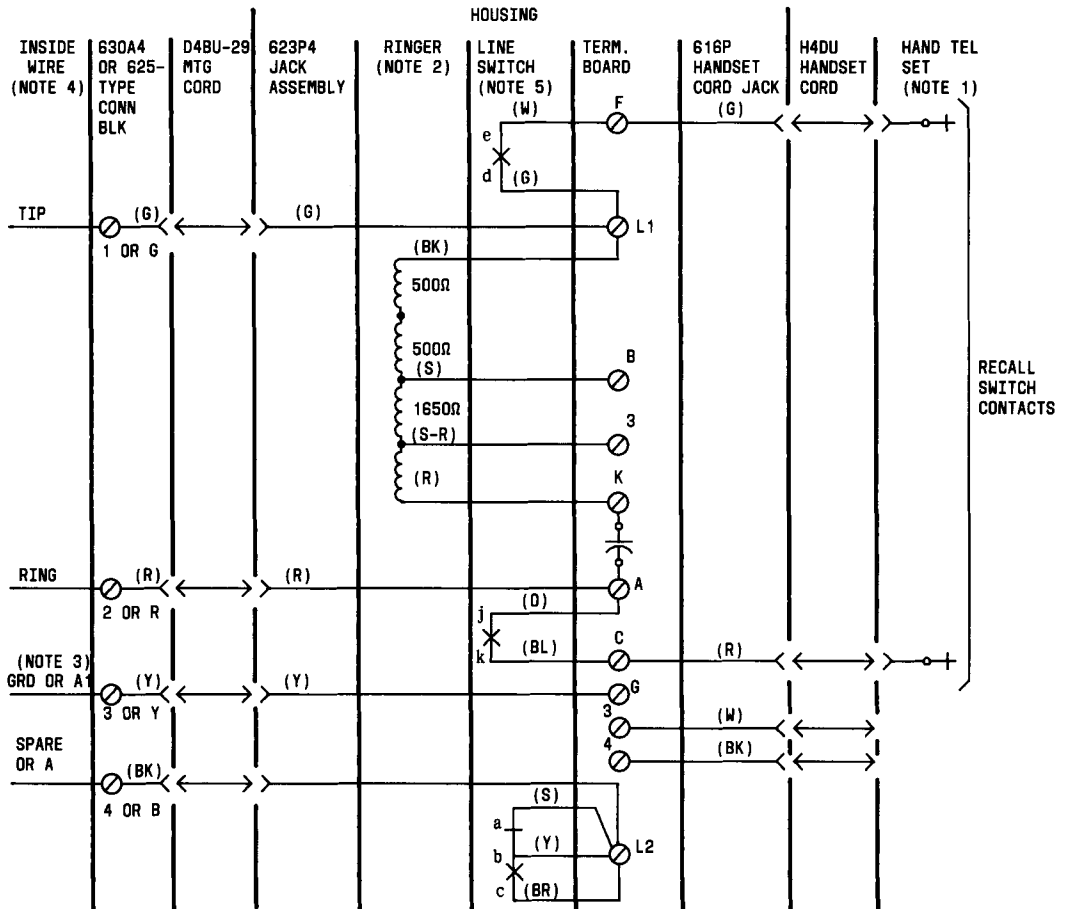 HOUSING
INSIDE
WIRE
(NOTE 4)
630A4
OR 625-
TYPE
CONN
BLK
D4BU-29
MTG
CORD
623P4
JACK
ASSEMBLY
RINGER
(NOTE 2)
LINE
SWITCH
(NOTE 5)
TERM.
BOARD
616P
HANDSET
CORD JACK
H4DU
HANDSET
CORD
HAND TEL
SET
(NOTE 1)
(W)
F
(G)
e
d
(G)
TIP
(G)
(G)
L1
1 OR G
(BK)
500Ω
500Ω
(S)
B
1650Ω
(S-R)
3
(R)
K
RECALL
SWITCH
CONTACTS
RING
(R)
(R)
A
2 OR R
j
(O)
k
(BL)
C
(R)
(NOTE 3)
GRD OR A1
(Y)
(Y)
G
3 OR Y
3
(W)
4
(BK)
SPARE
OR A
(BK)
4 OR B
(S)
a
(Y)
b
L2
c
(BR)